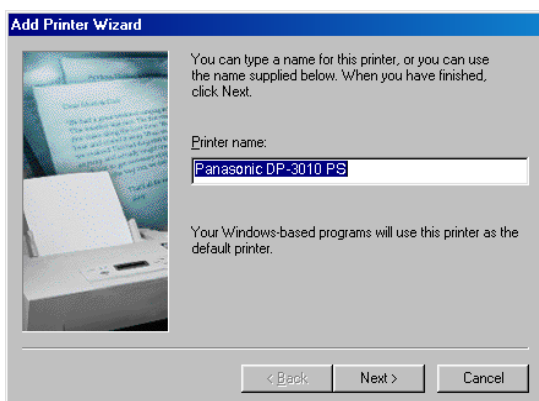 Add Printer Wizard
You can type a name for this printer, or you can use
the name supplied below. When you have finished,
click Next.
Printer name:
Panasonic DP-3010 PS
Your Windows-based programs will use this printer as the
default printer.
< Back
Next >
Cancel